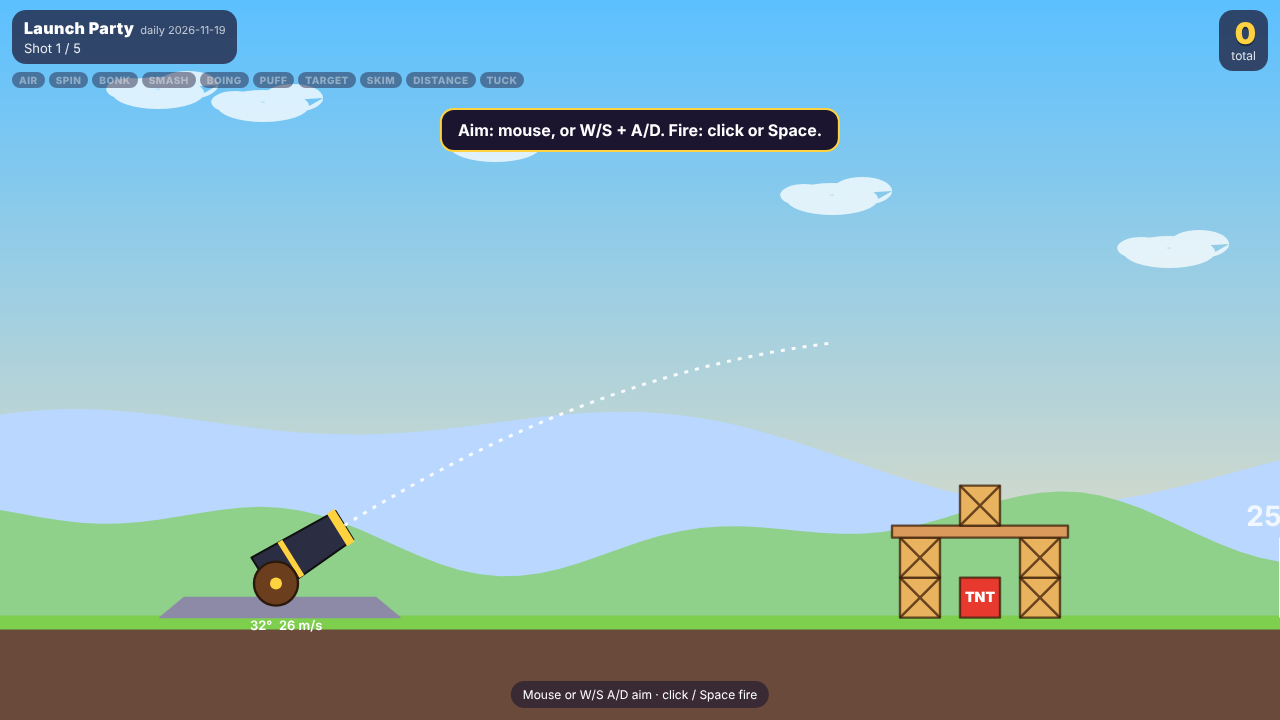 Launch Party daily 2026-11-19
Shot 1 / 5
0
total
AIR SPIN BONK SMASH BOING PUFF TARGET SKIM DISTANCE TUCK
Aim: mouse, or W/S + A/D. Fire: click or Space.
25
TNT
32° 26 m/s
Mouse or W/S A/D aim · click / Space fire